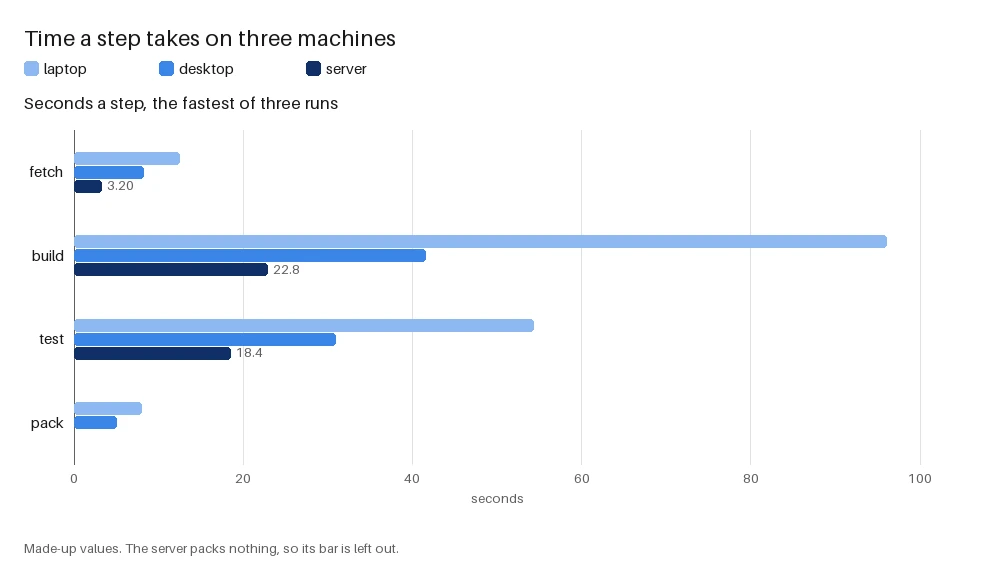 Time a step takes on three machines
laptop desktop server
Seconds a step, the fastest of three runs
fetch
3.20
build
22.8
test
18.4
pack
0 20 40 60 80 100
seconds
Made-up values. The server packs nothing, so its bar is left out.